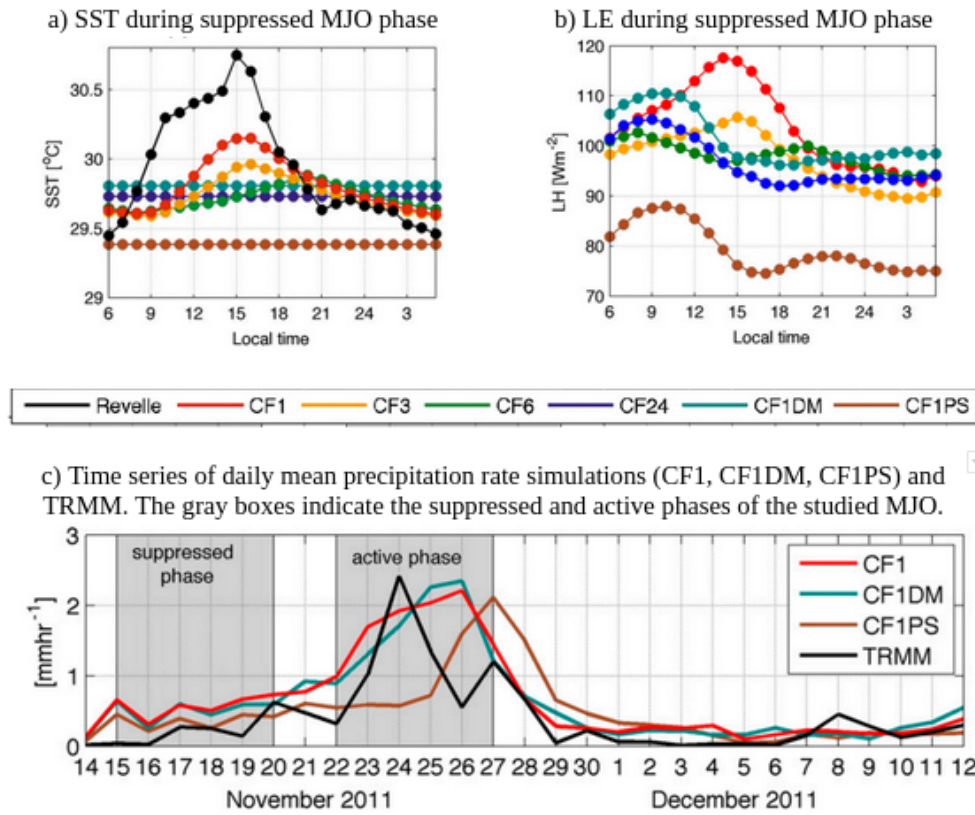 a) SST during suppressed MJO phase
b) LE during suppressed MJO phase
30.5
30
29.5
29
SST [°C]
6 9 12 15 18 21 24 3
Local time
120
110
100
90
80
70
LH [Wm-2]
6 9 12 15 18 21 24 3
Local time
Revelle CF1 CF3 CF6 CF24 CF1DM CF1PS
c) Time series of daily mean precipitation rate simulations (CF1, CF1DM, CF1PS) and
TRMM. The gray boxes indicate the suppressed and active phases of the studied MJO.
3
2
1
0
[mmhr-1]
suppressed
phase
active phase
CF1
CF1DM
CF1PS
TRMM
14 15 16 17 18 19 20 21 22 23 24 25 26 27 28 29 30 1 2 3 4 5 6 7 8 9 10 11 12
November 2011 December 2011